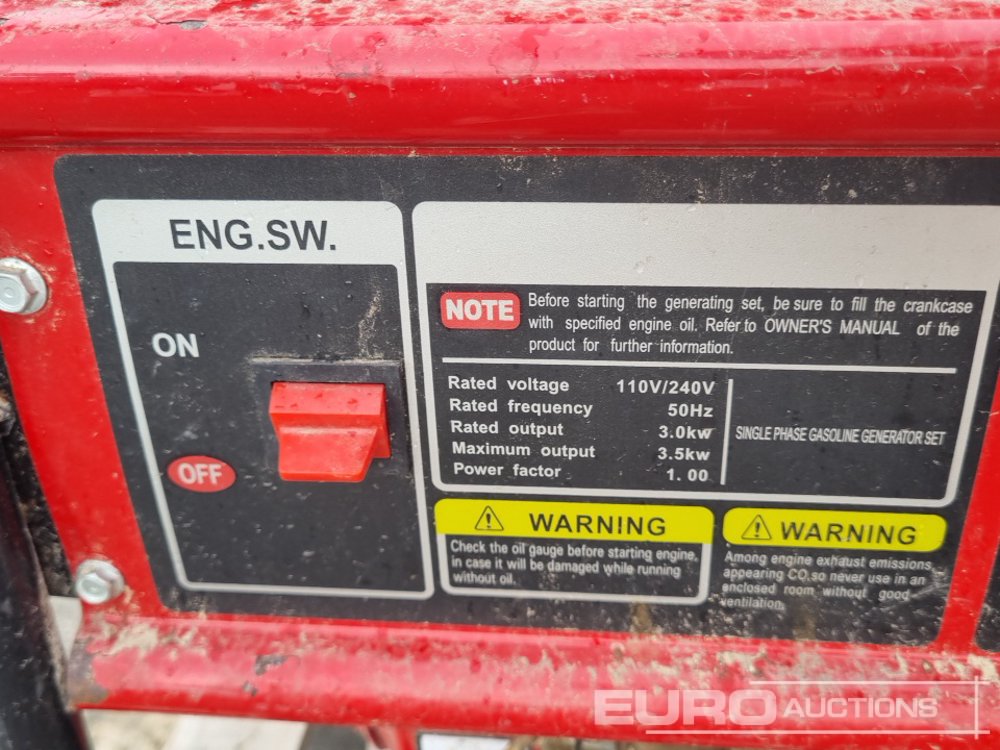 ENG.SW.
ON
OFF
NOTE
Before starting the generating set, be sure to fill the crankcase
with specified engine oil. Refer to OWNER'S MANUAL of the
product for further information.
Rated voltage 110V/240V
Rated frequency 50Hz
Rated output 3.0kw
Maximum output 3.5kw
Power factor 1.00
SINGLE PHASE GASOLINE GENERATOR SET
WARNING
Check the oil gauge before starting engine,
in case it will be damaged while running
without oil.
WARNING
Among engine exhaust emissions,
appearing CO,so never use in an
enclosed room without good
ventilation.
EURO AUCTIONS